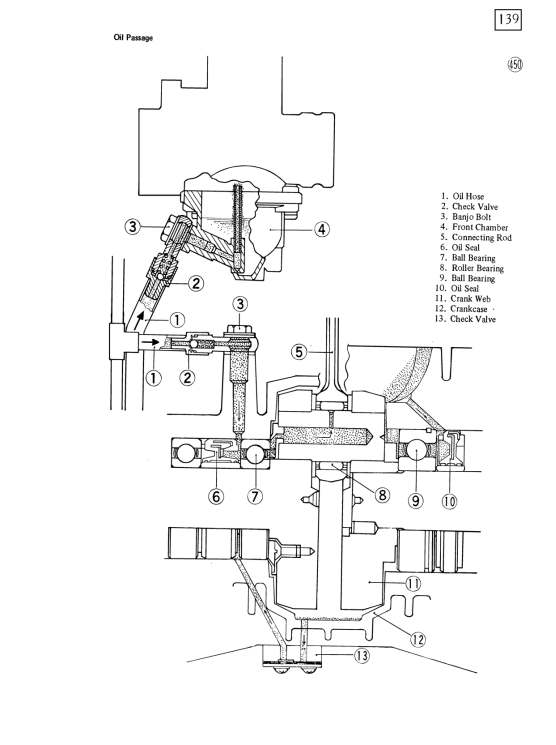 139
Oil Passage
450
1. Oil Hose
2. Check Valve
3. Banjo Bolt
4. Front Chamber
5. Connecting Rod
6. Oil Seal
7. Ball Bearing
8. Roller Bearing
9. Ball Bearing
10. Oil Seal
11. Crank Web
12. Crankcase
13. Check Valve
3
4
2
1
3
5
1
2
6
7
8
9
10
11
12
13